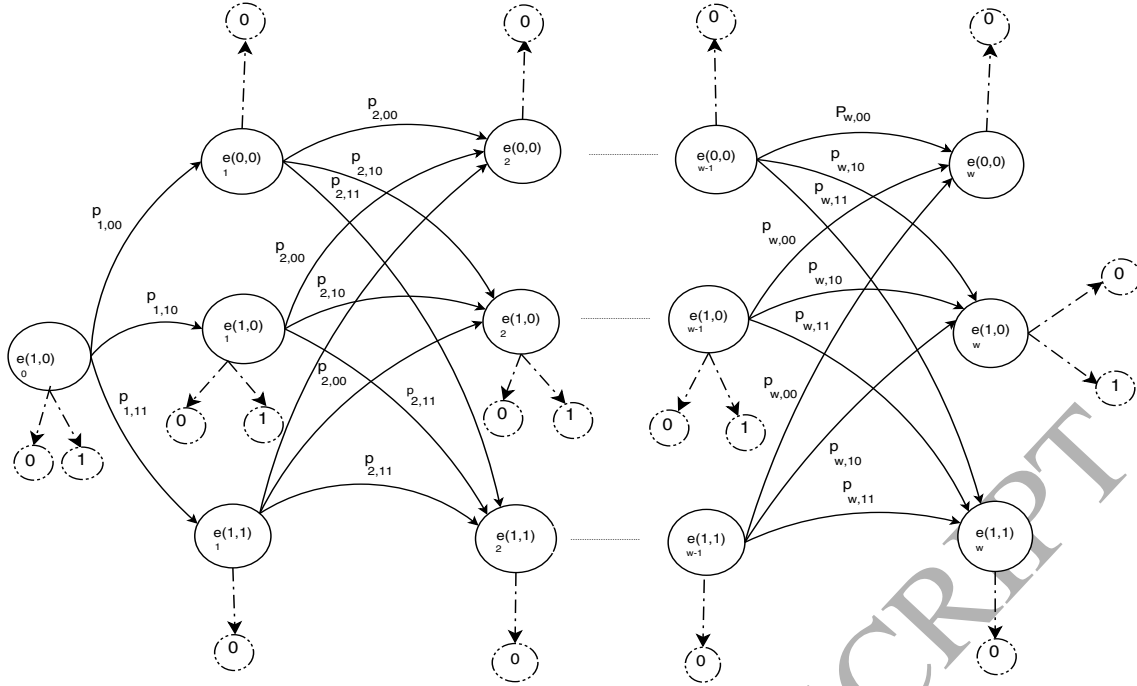 0
0
0
0
p
2,00
P
w,00
e(0,0)
1
e(0,0)
2
e(0,0)
w-1
e(0,0)
w
p
2,10
p
2,11
p
w,10
p
w,11
p
1,00
p
2,00
p
w,00
p
2,10
p
w,10
0
p
1,10
e(1,0)
1
e(1,0)
2
e(1,0)
w-1
e(1,0)
w
p
w,11
e(1,0)
0
p
2,00
p
2,11
p
w,00
1
p
1,11
0
1
0
1
0
1
0
1
p
w,10
p
2,11
p
w,11
e(1,1)
1
e(1,1)
2
e(1,1)
w-1
e(1,1)
w
0
0
0
0
CRIPT